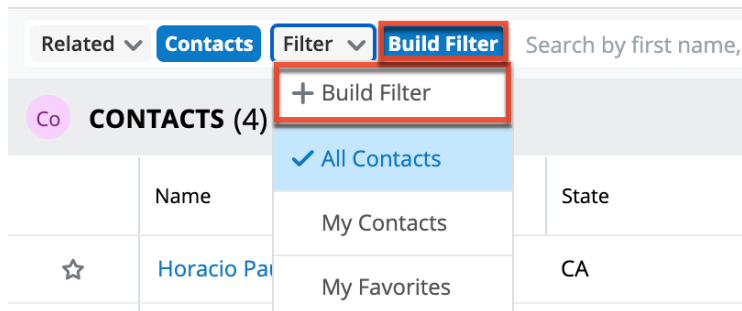 Related Contacts Filter Build Filter Search by first name,
+ Build Filter
Co CONTACTS (4)
All Contacts
Name State
My Contacts
Horacio Pau CA
My Favorites